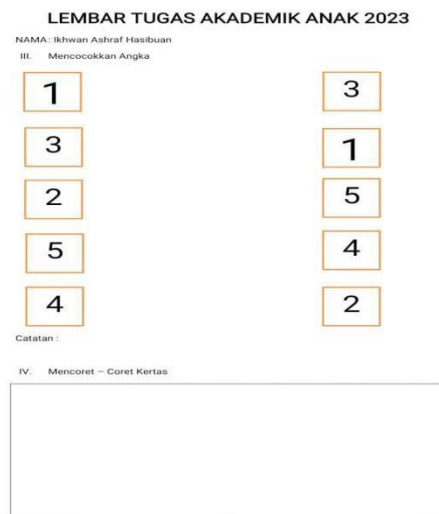 LEMBAR TUGAS AKADEMIK ANAK 2023
NAMA: Ikhwan Ashraf Hasibuan
III. Mencocokkan Angka
1 3
3 1
2 5
5 4
4 2
Catatan :
IV. Mencoret – Coret Kertas